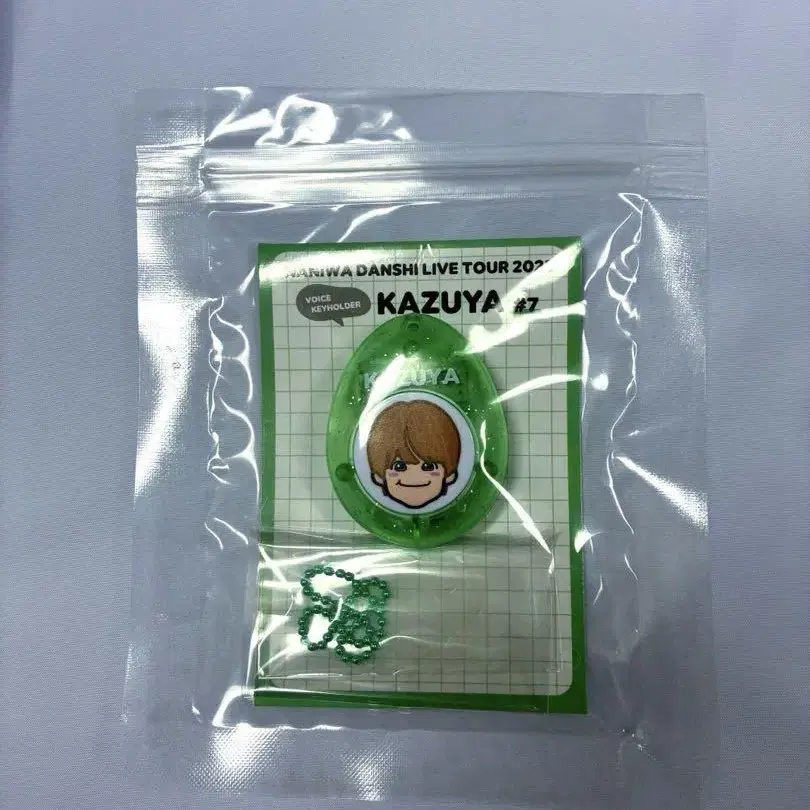 NANIWA DANSHI LIVE TOUR
VOICE
KEYHOLDER
KAZUYA #7
KAZUYA